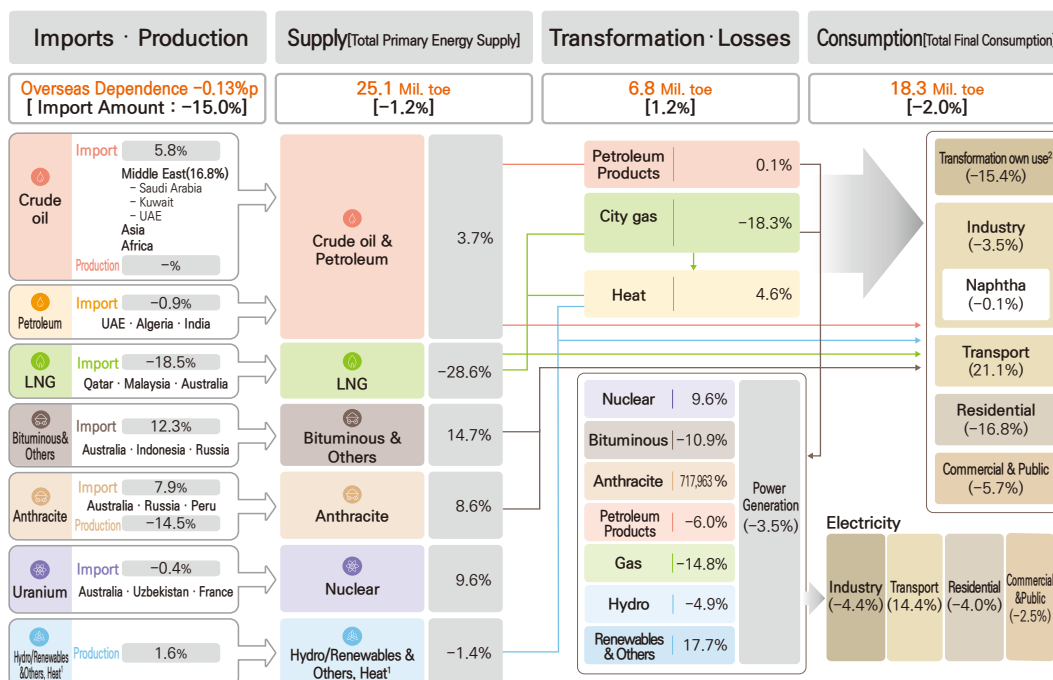 Imports · Production
Supply[Total Primary Energy Supply]
Transformation · Losses
Consumption[Total Final Consumption]
Overseas Dependence −0.13%p
[ Import Amount : −15.0%]
25.1 Mil. toe
[−1.2%]
6.8 Mil. toe
[1.2%]
18.3 Mil. toe
[−2.0%]
Crude
oil
Import 5.8%
Middle East(16.8%)
− Saudi Arabia
− Kuwait
− UAE
Asia
Africa
Production −%
Petroleum
Import −0.9%
UAE · Algeria · India
LNG
Import −18.5%
Qatar · Malaysia · Australia
Bituminous&
Others
Import 12.3%
Australia · Indonesia · Russia
Anthracite
Import 7.9%
Australia · Russia · Peru
Production −14.5%
Uranium
Import −0.4%
Australia · Uzbekistan · France
Hydro/Renewables
&Others, Heat¹
Production 1.6%
Crude oil &
Petroleum
3.7%
LNG
−28.6%
Bituminous &
Others
14.7%
Anthracite
8.6%
Nuclear
9.6%
Hydro/Renewables &
Others, Heat¹
−1.4%
Petroleum
Products
0.1%
City gas
−18.3%
Heat
4.6%
Nuclear 9.6%
Bituminous −10.9%
Anthracite 717,963%
Petroleum
Products
−6.0%
Gas −14.8%
Hydro −4.9%
Renewables
& Others
17.7%
Power
Generation
(−3.5%)
Transformation own use²
(−15.4%)
Industry
(−3.5%)
Naphtha
(−0.1%)
Transport
(21.1%)
Residential
(−16.8%)
Commercial & Public
(−5.7%)
Electricity
Industry
(−4.4%)
Transport
(14.4%)
Residential
(−4.0%)
Commercial
&Public
(−2.5%)